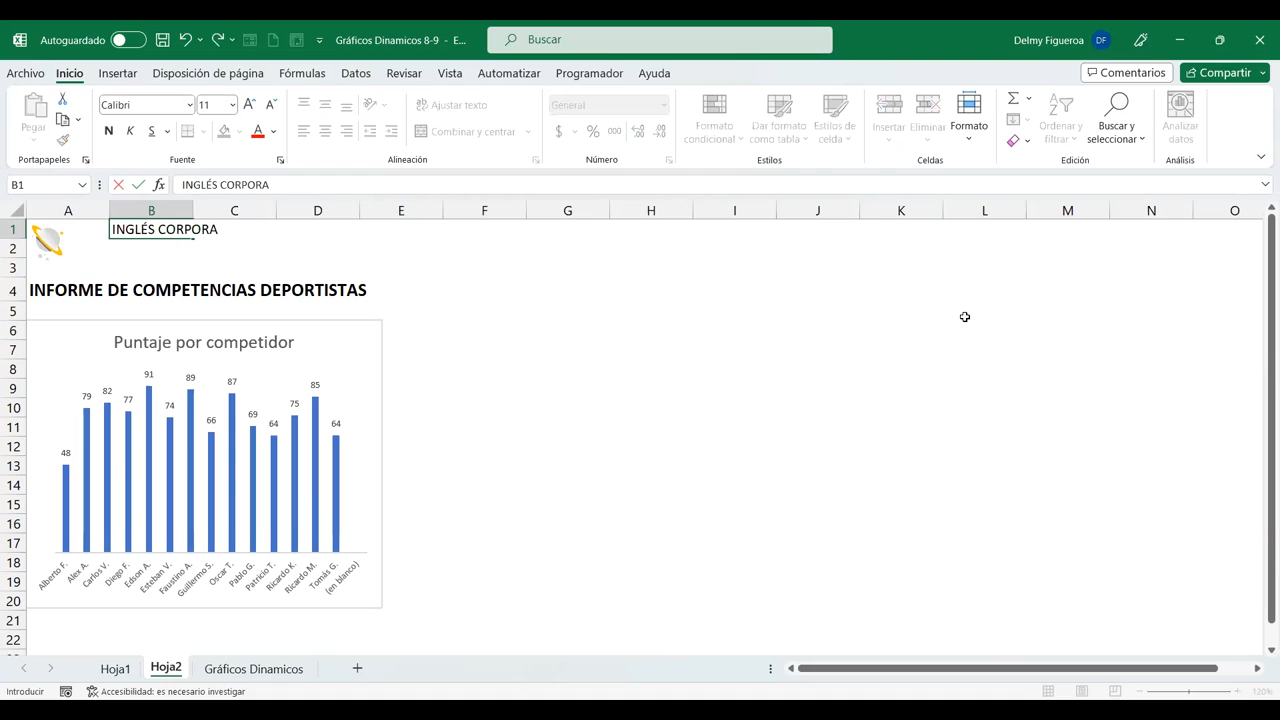 Autoguardado
Gráficos Dinamicos 8-9 - E...
Buscar
Delmy Figueroa DF
Archivo Inicio Insertar Disposición de página Fórmulas Datos Revisar Vista Automatizar Programador Ayuda
Comentarios Compartir
Pegar
Calibri 11
N K S
Ajustar texto
Combinar y centrar
General
$ % 000
Formato condicional
Dar formato como tabla
Estilos de celda
Insertar Eliminar Formato
Ordenar y filtrar
Buscar y seleccionar
Analizar datos
Portapapeles Fuente Alineación Número Estilos Celdas Edición Análisis
B1 fx INGLÉS CORPORA
A B C D E F G H I J K L M N O
1 INGLÉS CORPORA
2
3
4 INFORME DE COMPETENCIAS DEPORTISTAS
5
6
7
8
9
10
11
12
13
14
15
16
17
18
19
20
21
22
Puntaje por competidor
48 79 82 77 91 74 89 66 87 69 64 75 85 64
Alberto F. Alex A. Carlos V. Diego F. Edson A. Esteban V. Faustino A. Guillermo S. Oscar T. Pablo G. Patricio T. Ricardo K. Ricardo M. Tomás G. (en blanco)
Hoja1 Hoja2 Gráficos Dinamicos
Introducir
Accesibilidad: es necesario investigar
120%